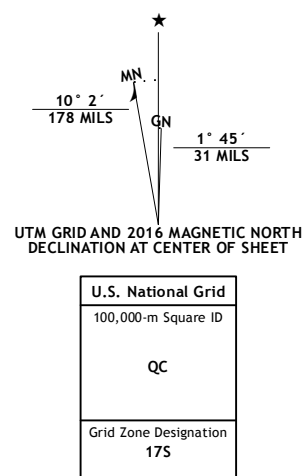 ★
MN
GN
10° 2´
178 MILS
1° 45´
31 MILS
UTM GRID AND 2016 MAGNETIC NORTH
DECLINATION AT CENTER OF SHEET
U.S. National Grid
100,000-m Square ID
QC
Grid Zone Designation
17S